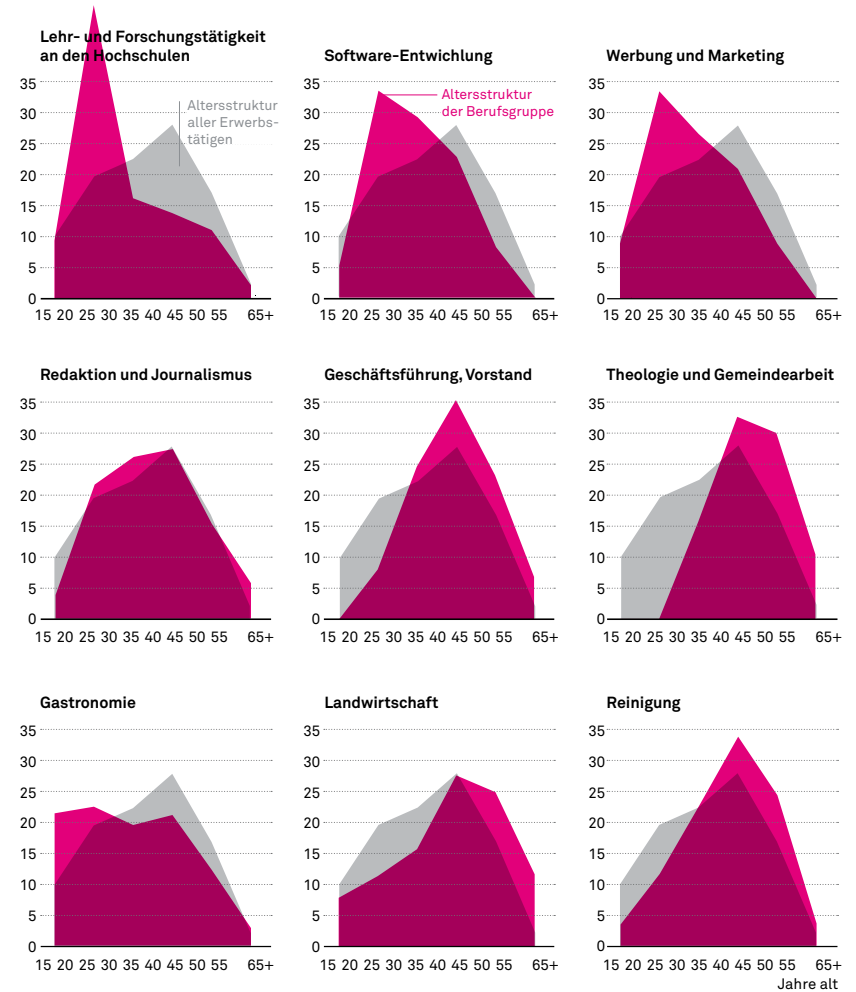 Lehr- und Forschungstätigkeit
an den Hochschulen
35
30
25
20
15
10
5
0
15 20 25 30 35 40 45 50 55 65+
Altersstruktur
aller Erwerbs-
tätigen
Software-Entwichlung
35
30
25
20
15
10
5
0
15 20 25 30 35 40 45 50 55 65+
Altersstruktur
der Berufsgruppe
Werbung und Marketing
35
30
25
20
15
10
5
0
15 20 25 30 35 40 45 50 55 65+
Redaktion und Journalismus
35
30
25
20
15
10
5
0
15 20 25 30 35 40 45 50 55 65+
Geschäftsführung, Vorstand
35
30
25
20
15
10
5
0
15 20 25 30 35 40 45 50 55 65+
Theologie und Gemeindearbeit
35
30
25
20
15
10
5
0
15 20 25 30 35 40 45 50 55 65+
Gastronomie
35
30
25
20
15
10
5
0
15 20 25 30 35 40 45 50 55 65+
Landwirtschaft
35
30
25
20
15
10
5
0
15 20 25 30 35 40 45 50 55 65+
Reinigung
35
30
25
20
15
10
5
0
15 20 25 30 35 40 45 50 55 65+
Jahre alt